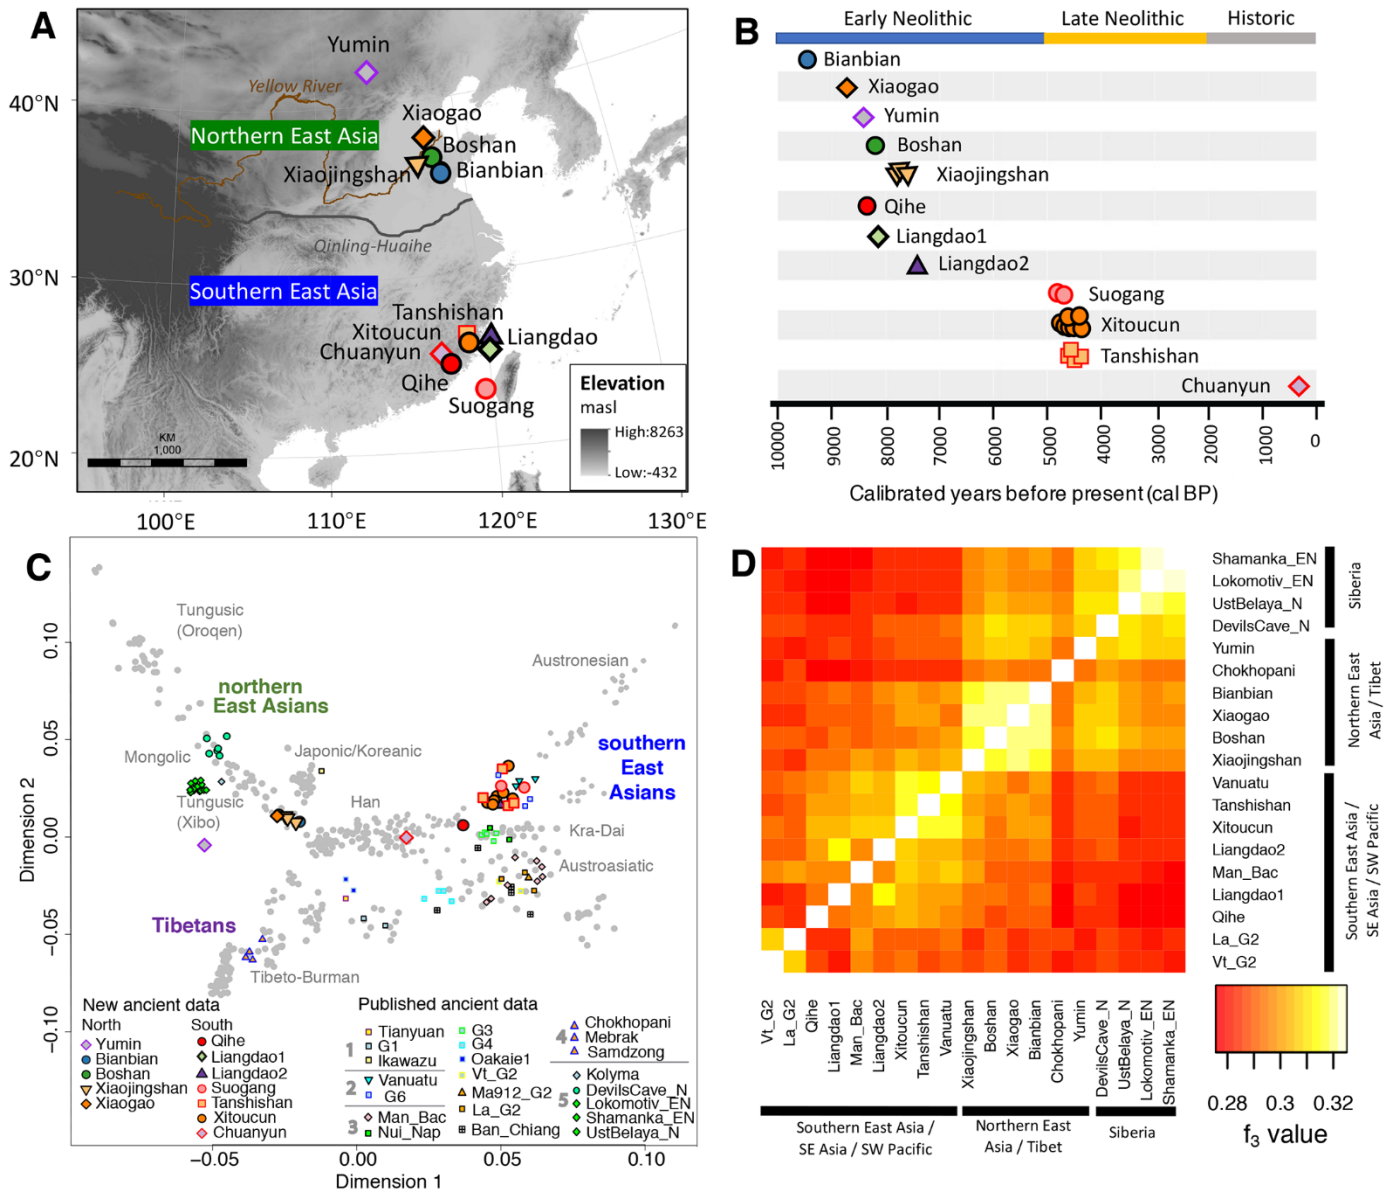 A
Yumin
Yellow River
40°N
Xiaogao
Northern East Asia
Boshan
Xiaojingshan
Bianbian
Qinling-Huaihe
30°N
Southern East Asia
Tanshishan
Xitoucun
Liangdao
Chuanyun
Qihe
Suogang
Elevation
masl
High:8263
Low:-432
KM
1,000
20°N
100°E
110°E
120°E
130°E
B
Early Neolithic
Late Neolithic
Historic
Bianbian
Xiaogao
Yumin
Boshan
Xiaojingshan
Qihe
Liangdao1
Liangdao2
Suogang
Xitoucun
Tanshishan
Chuanyun
10000
9000
8000
7000
6000
5000
4000
3000
2000
1000
0
Calibrated years before present (cal BP)
C
Tungusic
(Oroqen)
northern
East Asians
Mongolic
Japonic/Koreanic
Tungusic
(Xibo)
Han
Austronesian
southern
East
Asians
Kra-Dai
Austroasiatic
Tibetans
Tibeto-Burman
0.10
0.05
0.00
−0.05
−0.10
Dimension 2
New ancient data
North
Yumin
Bianbian
Boshan
Xiaojingshan
Xiaogao
South
Qihe
Liangdao1
Liangdao2
Suogang
Tanshishan
Xitoucun
Chuanyun
Published ancient data
1
Tianyuan
G1
Ikawazu
2
Vanuatu
G6
3
Man_Bac
Nui_Nap
G3
G4
Oakaie1
Vt_G2
Ma912_G2
La_G2
Ban_Chiang
4
Chokhopani
Mebrak
Samdzong
5
Kolyma
DevilsCave_N
Lokomotiv_EN
Shamanka_EN
UstBelaya_N
−0.05
0.00
0.05
0.10
Dimension 1
D
Shamanka_EN
Lokomotiv_EN
UstBelaya_N
DevilsCave_N
Yumin
Chokhopani
Bianbian
Xiaogao
Boshan
Xiaojingshan
Vanuatu
Tanshishan
Xitoucun
Liangdao2
Man_Bac
Liangdao1
Qihe
La_G2
Vt_G2
Siberia
Northern East
Asia / Tibet
Southern East Asia /
SE Asia / SW Pacific
Vt_G2
La_G2
Qihe
Liangdao1
Man_Bac
Liangdao2
Xitoucun
Tanshishan
Vanuatu
Xiaojingshan
Boshan
Xiaogao
Bianbian
Chokhopani
Yumin
DevilsCave_N
UstBelaya_N
Lokomotiv_EN
Shamanka_EN
Southern East Asia /
SE Asia / SW Pacific
Northern East
Asia / Tibet
Siberia
0.28
0.3
0.32
f3 value